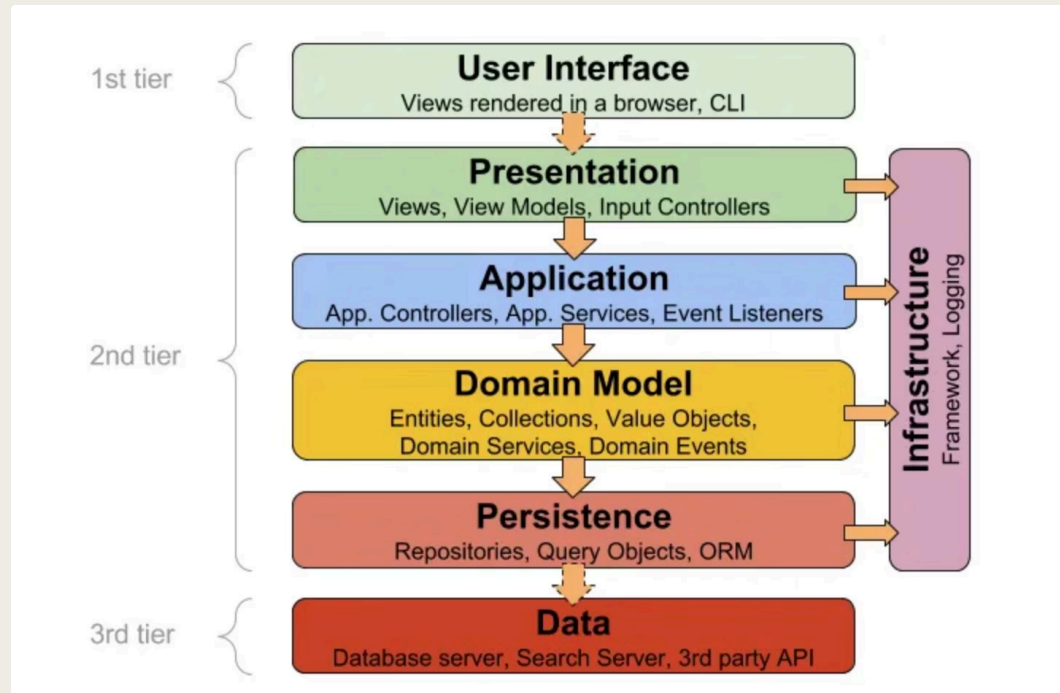 1st tier
User Interface
Views rendered in a browser, CLI
2nd tier
Presentation
Views, View Models, Input Controllers
Application
App. Controllers, App. Services, Event Listeners
Domain Model
Entities, Collections, Value Objects,
Domain Services, Domain Events
Persistence
Repositories, Query Objects, ORM
Infrastructure
Framework, Logging
3rd tier
Data
Database server, Search Server, 3rd party API